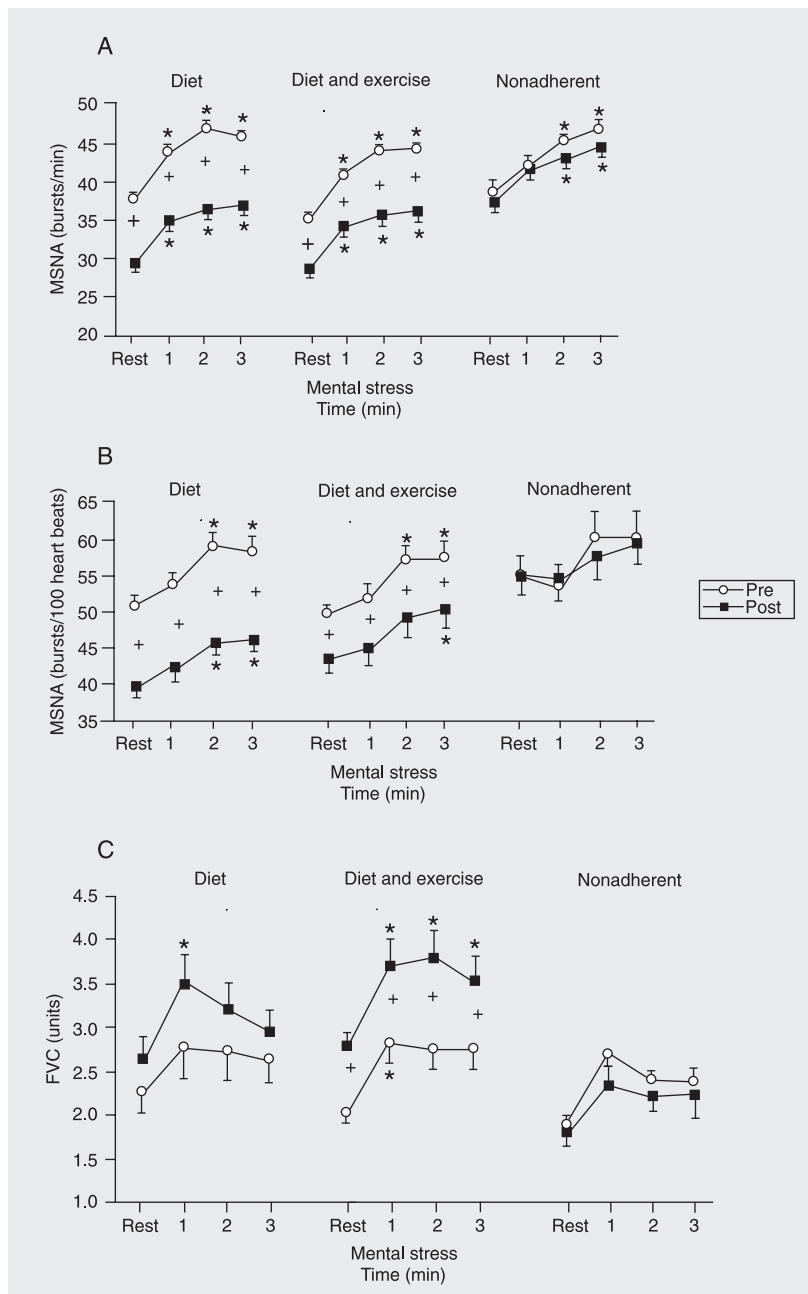 A
Diet Diet and exercise Nonadherent
MSNA (bursts/min)
50
45
40
35
30
25
20
* * * * * * * *
+ + + + + + + +
* * * * * * * *
Rest 1 2 3 Rest 1 2 3 Rest 1 2 3
Mental stress
Time (min)
B
Diet Diet and exercise Nonadherent
MSNA (bursts/100 heart beats)
65
60
55
50
45
40
35
* * * *
+ + + + + + + +
* * *
Rest 1 2 3 Rest 1 2 3 Rest 1 2 3
Mental stress
Time (min)
Pre
Post
C
Diet Diet and exercise Nonadherent
FVC (units)
4.5
4.0
3.5
3.0
2.5
2.0
1.5
1.0
* * * *
+ + + +
*
Rest 1 2 3 Rest 1 2 3 Rest 1 2 3
Mental stress
Time (min)